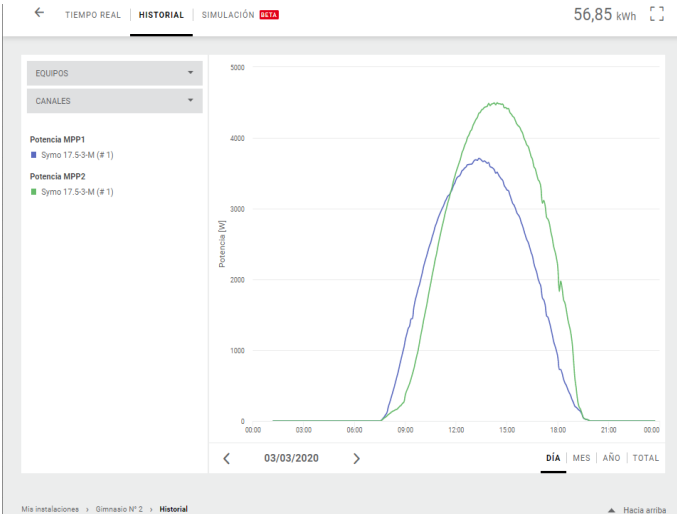 TIEMPO REAL
HISTORIAL
SIMULACIÓN BETA
56,85 kWh
EQUIPOS
CANALES
Potencia MPP1
Symo 17.5-3-M (# 1)
Potencia MPP2
Symo 17.5-3-M (# 1)
Potencia [W]
5000
4000
3000
2000
1000
0
00:00 03:00 06:00 09:00 12:00 15:00 18:00 21:00 00:00
03/03/2020
DÍA | MES | AÑO | TOTAL
Mis instalaciones > Gimnasio N° 2 > Historial
Hacia arriba